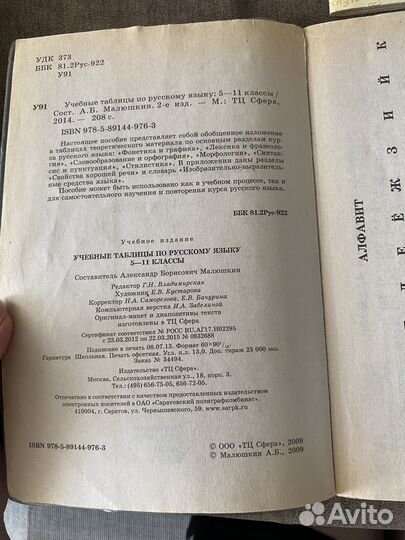 УДК 373
ББК 81.2Рус-922
У91
У91 Учебные таблицы по русскому языку: 5—11 классы /
Сост. А.Б. Малюшкин. 2-е изд. — М.: ТЦ Сфера,
2014. — 208 с.
ISBN 978-5-89144-976-3
Настоящее пособие представляет собой обобщенное изложение
в таблицах теоретического материала по основным разделам кур-
са русского языка: «Фонетика и графика», «Лексика и фразеоло-
гия», «Словообразование и орфография», «Морфология», «Синтак-
сис и пунктуация», «Стилистика». В приложении даны разделы
«Свойства хорошей речи» и словарь «Изобразительно-выразитель-
ные средства языка».
Пособие может быть использовано как в учебном процессе, так и
для самостоятельного изучения и повторения курса русского языка.
ББК 81.2Рус-922
Учебное издание
УЧЕБНЫЕ ТАБЛИЦЫ ПО РУССКОМУ ЯЗЫКУ
5—11 КЛАССЫ
Составитель Александр Борисович Малюшкин
Редактор Г.Н. Владимирская
Художник Е.В. Кустарова
Корректор Н.А. Саморезова, Е.В. Бачурина
Компьютерная верстка И.А. Забелиной
Оригинал-макет и диапозитивы текста
изготовлены в ТЦ Сфера
Сертификат соответствия № РОСС RU.АГ17.Н02295
с 23.03.2012 по 22.03.2015 № 0832688
Подписано в печать 08.07.13. Формат 60×90 1/16.
Гарнитура Школьная. Печать офсетная. Усл. п.л. 13,0. Доп. тираж 25 000 экз.
Заказ № 34494.
Издательство «ТЦ Сфера»
Москва, Сельскохозяйственная ул., 18, корп. 3.
Тел.: (495) 656-75-05, 656-72-05.
Отпечатано в соответствии с качеством предоставленных издательством
электронных носителей в ОАО «Саратовский полиграфкомбинат».
410004, г. Саратов, ул. Чернышевского, 59. www.sarpk.ru
ISBN 978-5-89144-976-3
© ООО «ТЦ Сфера», 2009
© Малюшкин А.Б., 2009
АЛФАВИТ
Е Ё Ж З И Й К
Avito